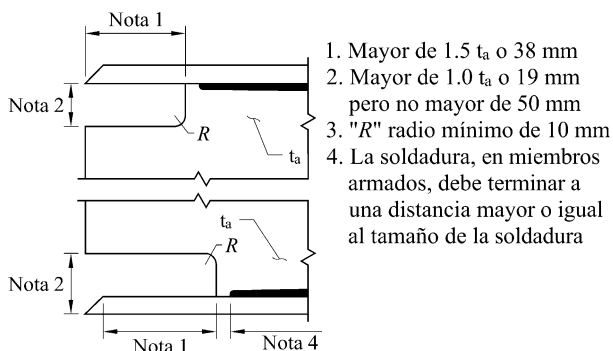 Nota 1
Nota 2
R
ta
1. Mayor de 1.5 ta o 38 mm
2. Mayor de 1.0 ta o 19 mm
pero no mayor de 50 mm
3. "R" radio mínimo de 10 mm
4. La soldadura, en miembros
armados, debe terminar a
una distancia mayor o igual
al tamaño de la soldadura
ta
R
Nota 2
Nota 1
Nota 4